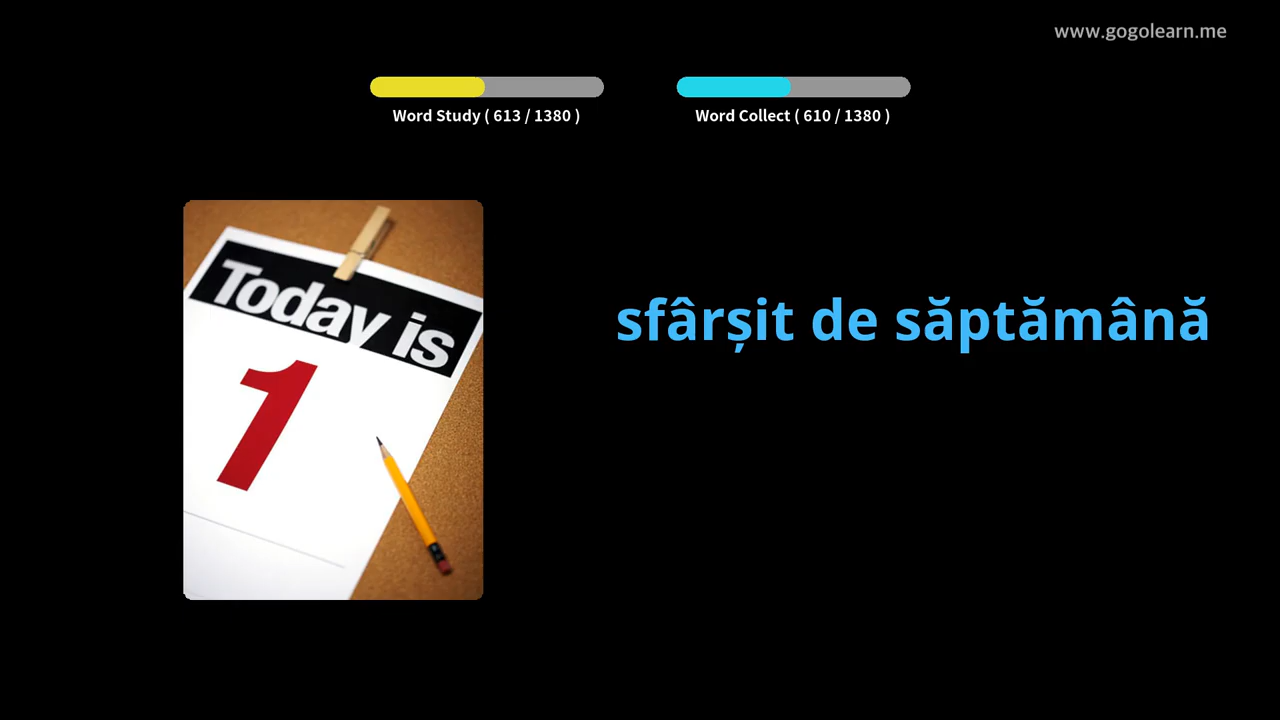 www.gogolearn.me
Word Study ( 613 / 1380 )
Word Collect ( 610 / 1380 )
Today is
1
sfârșit de săptămână